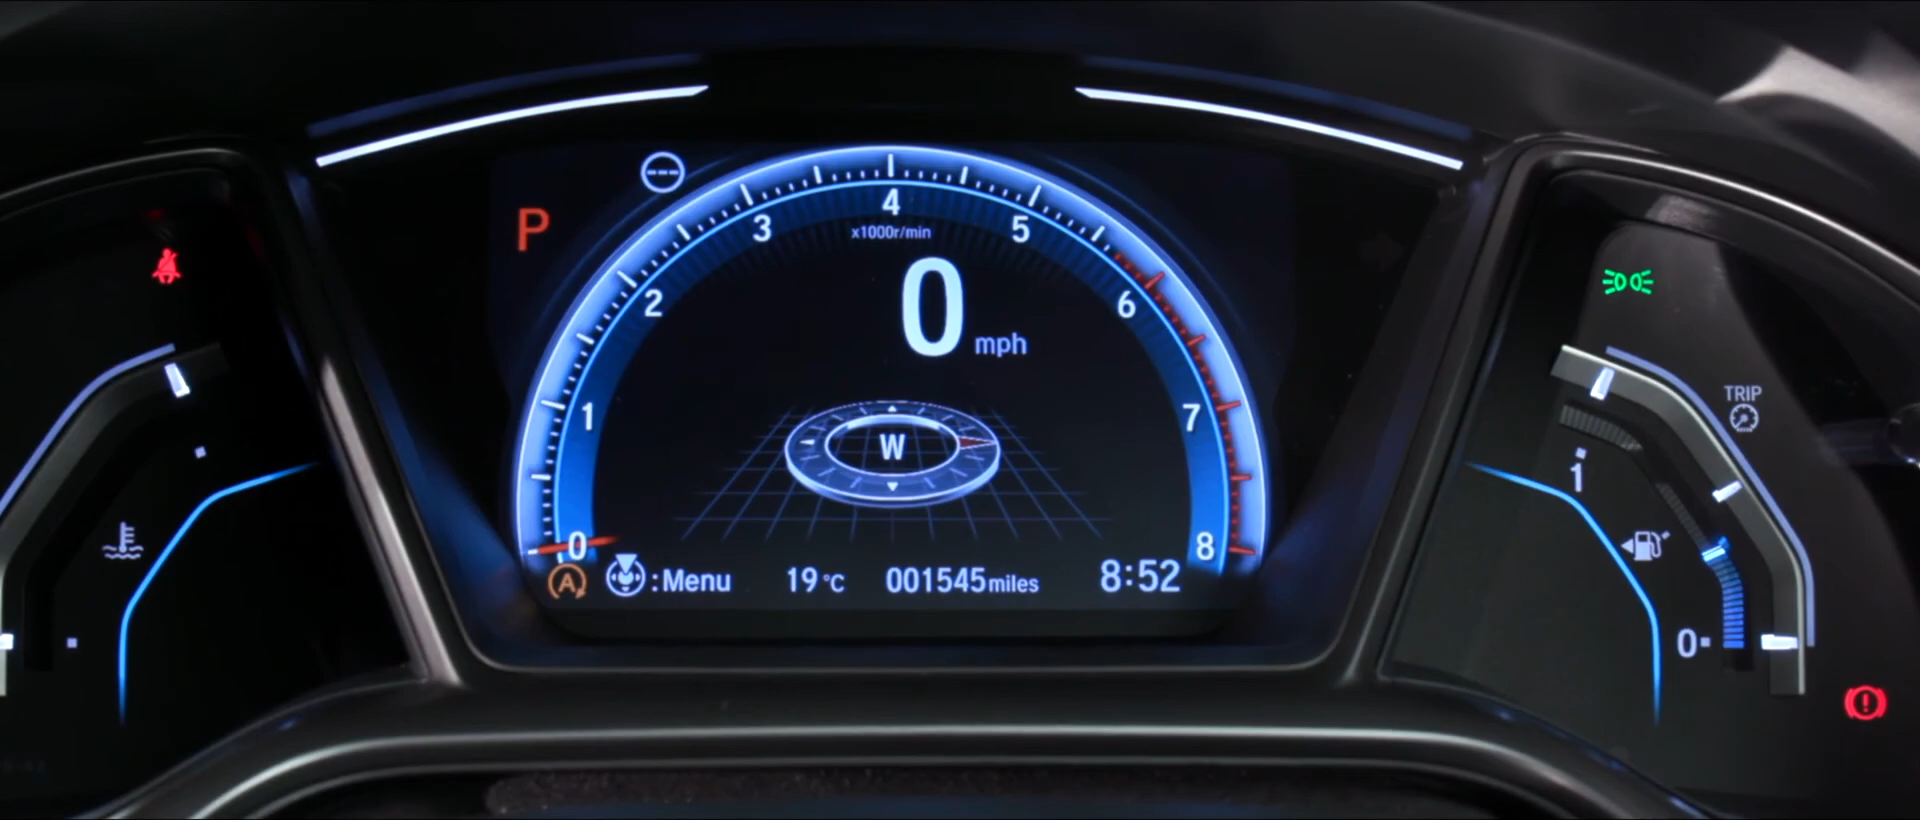 P
4
3
5
x1000r/min
2
6
0 mph
1
7
W
TRIP
1
0
8
A
:Menu
19°C
001545miles
8:52
0